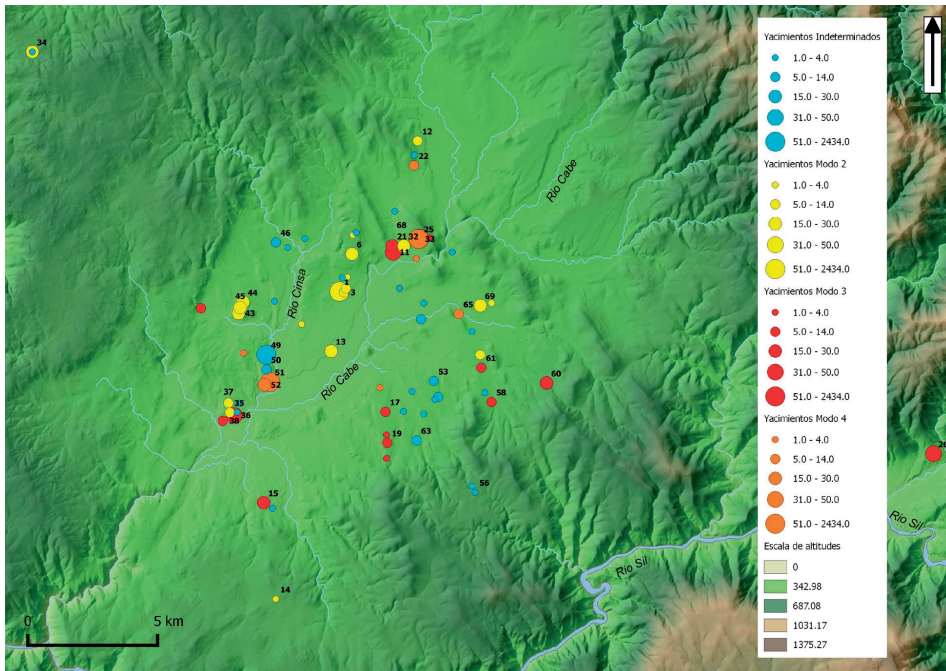 34
12
22
Rio Cabe
68
25
21 32
33
11
46
6
Rio Cinsa
1
3
45 44
43
65
69
49
13
50
51
52
Rio Cabe
61
60
53
58
37
35
36
38
17
19
63
56
15
14
26
Rio Sil
Rio Sil
0 5 km
Yacimientos Indeterminados
1.0 - 4.0
5.0 - 14.0
15.0 - 30.0
31.0 - 50.0
51.0 - 2434.0
Yacimientos Modo 2
1.0 - 4.0
5.0 - 14.0
15.0 - 30.0
31.0 - 50.0
51.0 - 2434.0
Yacimientos Modo 3
1.0 - 4.0
5.0 - 14.0
15.0 - 30.0
31.0 - 50.0
51.0 - 2434.0
Yacimientos Modo 4
1.0 - 4.0
5.0 - 14.0
15.0 - 30.0
31.0 - 50.0
51.0 - 2434.0
Escala de altitudes
0
342.98
687.08
1031.17
1375.27